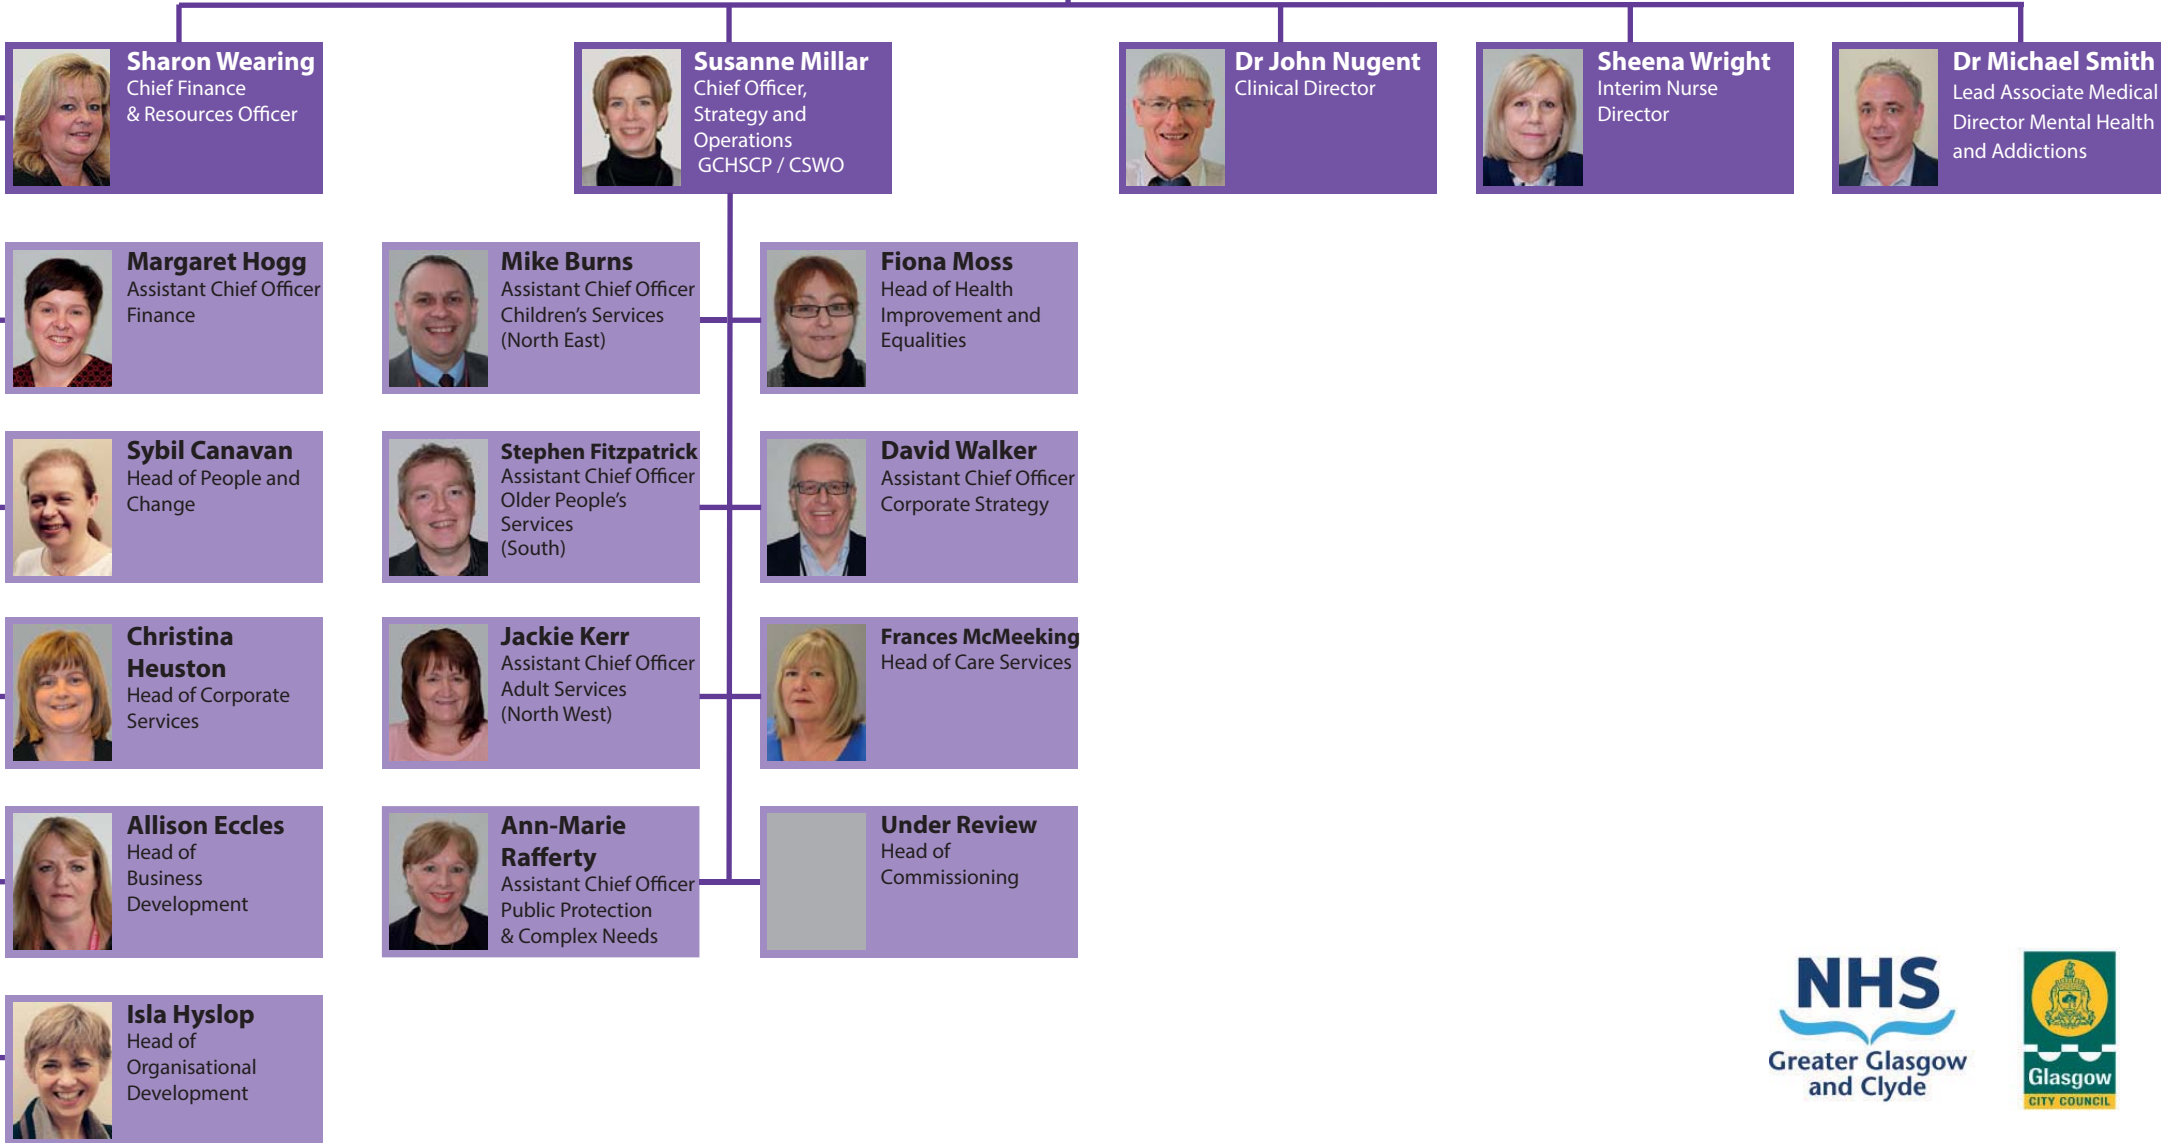 Sharon Wearing
Chief Finance
& Resources Officer
Susanne Millar
Chief Officer,
Strategy and
Operations
GCHSCP / CSWO
Dr John Nugent
Clinical Director
Sheena Wright
Interim Nurse
Director
Dr Michael Smith
Lead Associate Medical
Director Mental Health
and Addictions
Margaret Hogg
Assistant Chief Officer
Finance
Mike Burns
Assistant Chief Officer
Children’s Services
(North East)
Fiona Moss
Head of Health
Improvement and
Equalities
Sybil Canavan
Head of People and
Change
Stephen Fitzpatrick
Assistant Chief Officer
Older People’s
Services
(South)
David Walker
Assistant Chief Officer
Corporate Strategy
Christina
Heuston
Head of Corporate
Services
Jackie Kerr
Assistant Chief Officer
Adult Services
(North West)
Frances McMeeking
Head of Care Services
Allison Eccles
Head of
Business
Development
Ann-Marie
Rafferty
Assistant Chief Officer
Public Protection
& Complex Needs
Under Review
Head of
Commissioning
Isla Hyslop
Head of
Organisational
Development
NHS
Greater Glasgow
and Clyde
Glasgow
CITY COUNCIL